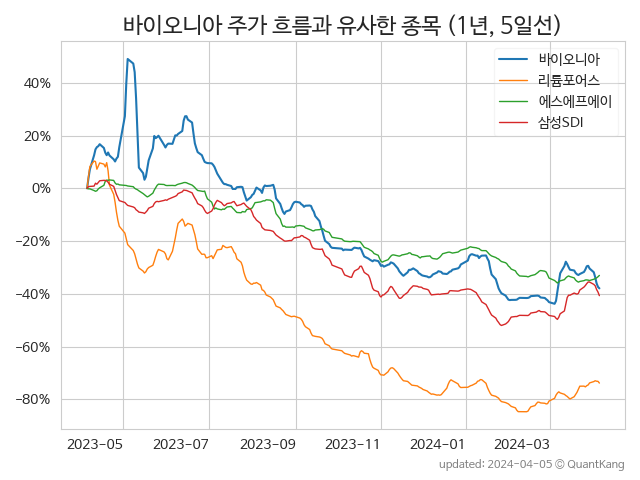 바이오니아 주가 흐름과 유사한 종목 (1년, 5일선)
바이오니아
리튬포어스
에스에프에이
삼성SDI
40%
20%
0%
−20%
−40%
−60%
−80%
2023-05 2023-07 2023-09 2023-11 2024-01 2024-03
updated: 2024-04-05 © QuantKang